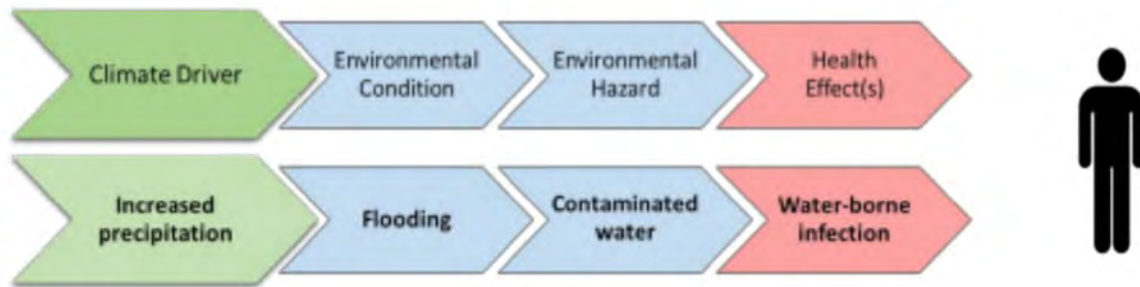 Climate Driver
Environmental
Condition
Environmental
Hazard
Health
Effect(s)
Increased
precipitation
Flooding
Contaminated
water
Water-borne
infection